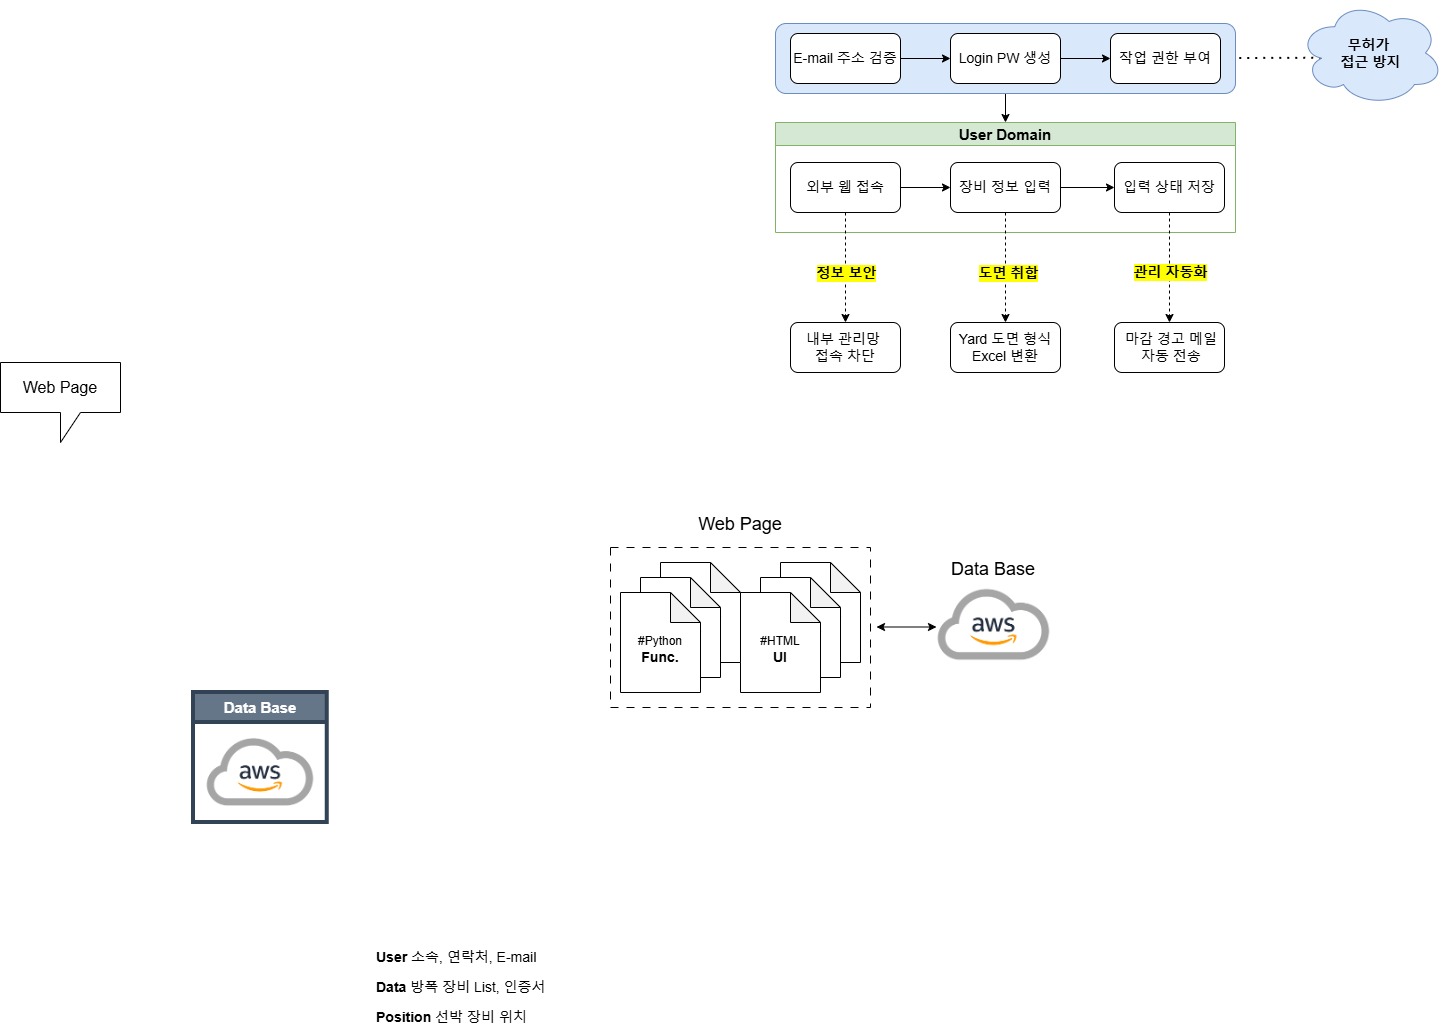 E-mail 주소 검증
Login PW 생성
작업 권한 부여
무허가
접근 방지
User Domain
외부 웹 접속
장비 정보 입력
입력 상태 저장
정보 보안
도면 취합
관리 자동화
내부 관리망
접속 차단
Yard 도면 형식
Excel 변환
마감 경고 메일
자동 전송
Web Page
Web Page
#Python
Func.
#HTML
UI
Data Base
aws
Data Base
aws
User 소속, 연락처, E-mail
Data 방폭 장비 List, 인증서
Position 선박 장비 위치